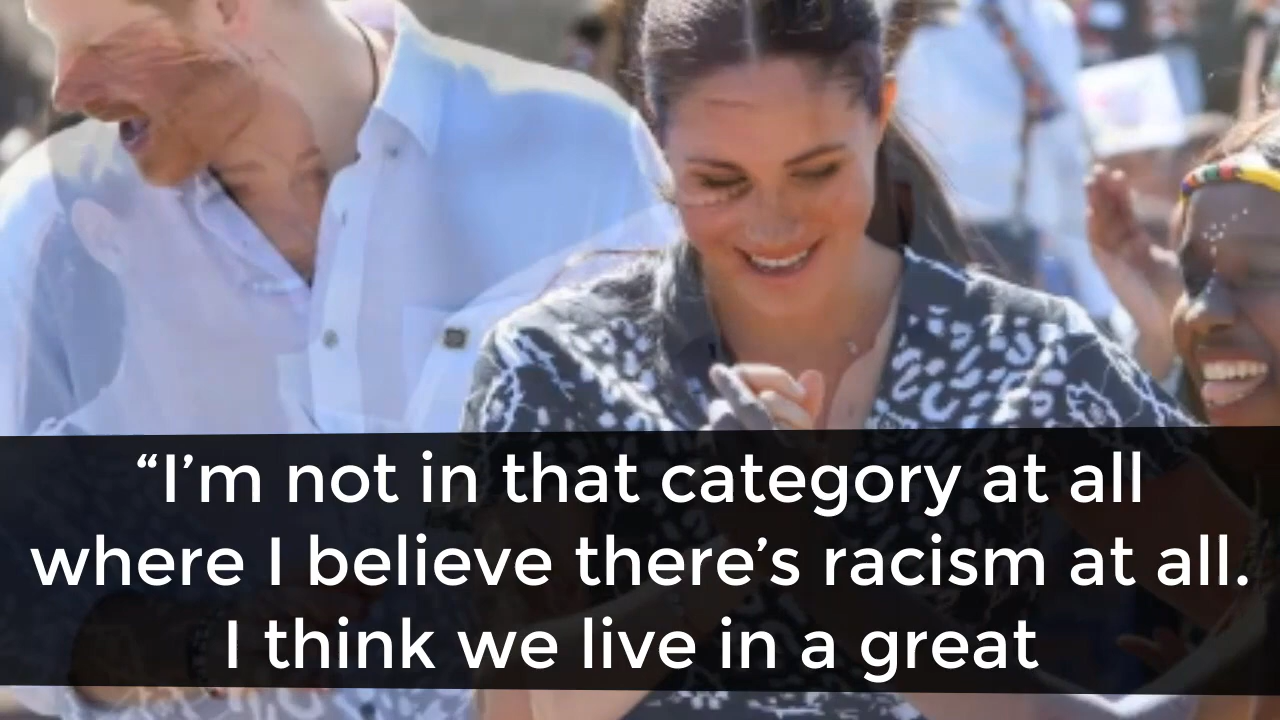 “I’m not in that category at all
where I believe there’s racism at all.
I think we live in a great